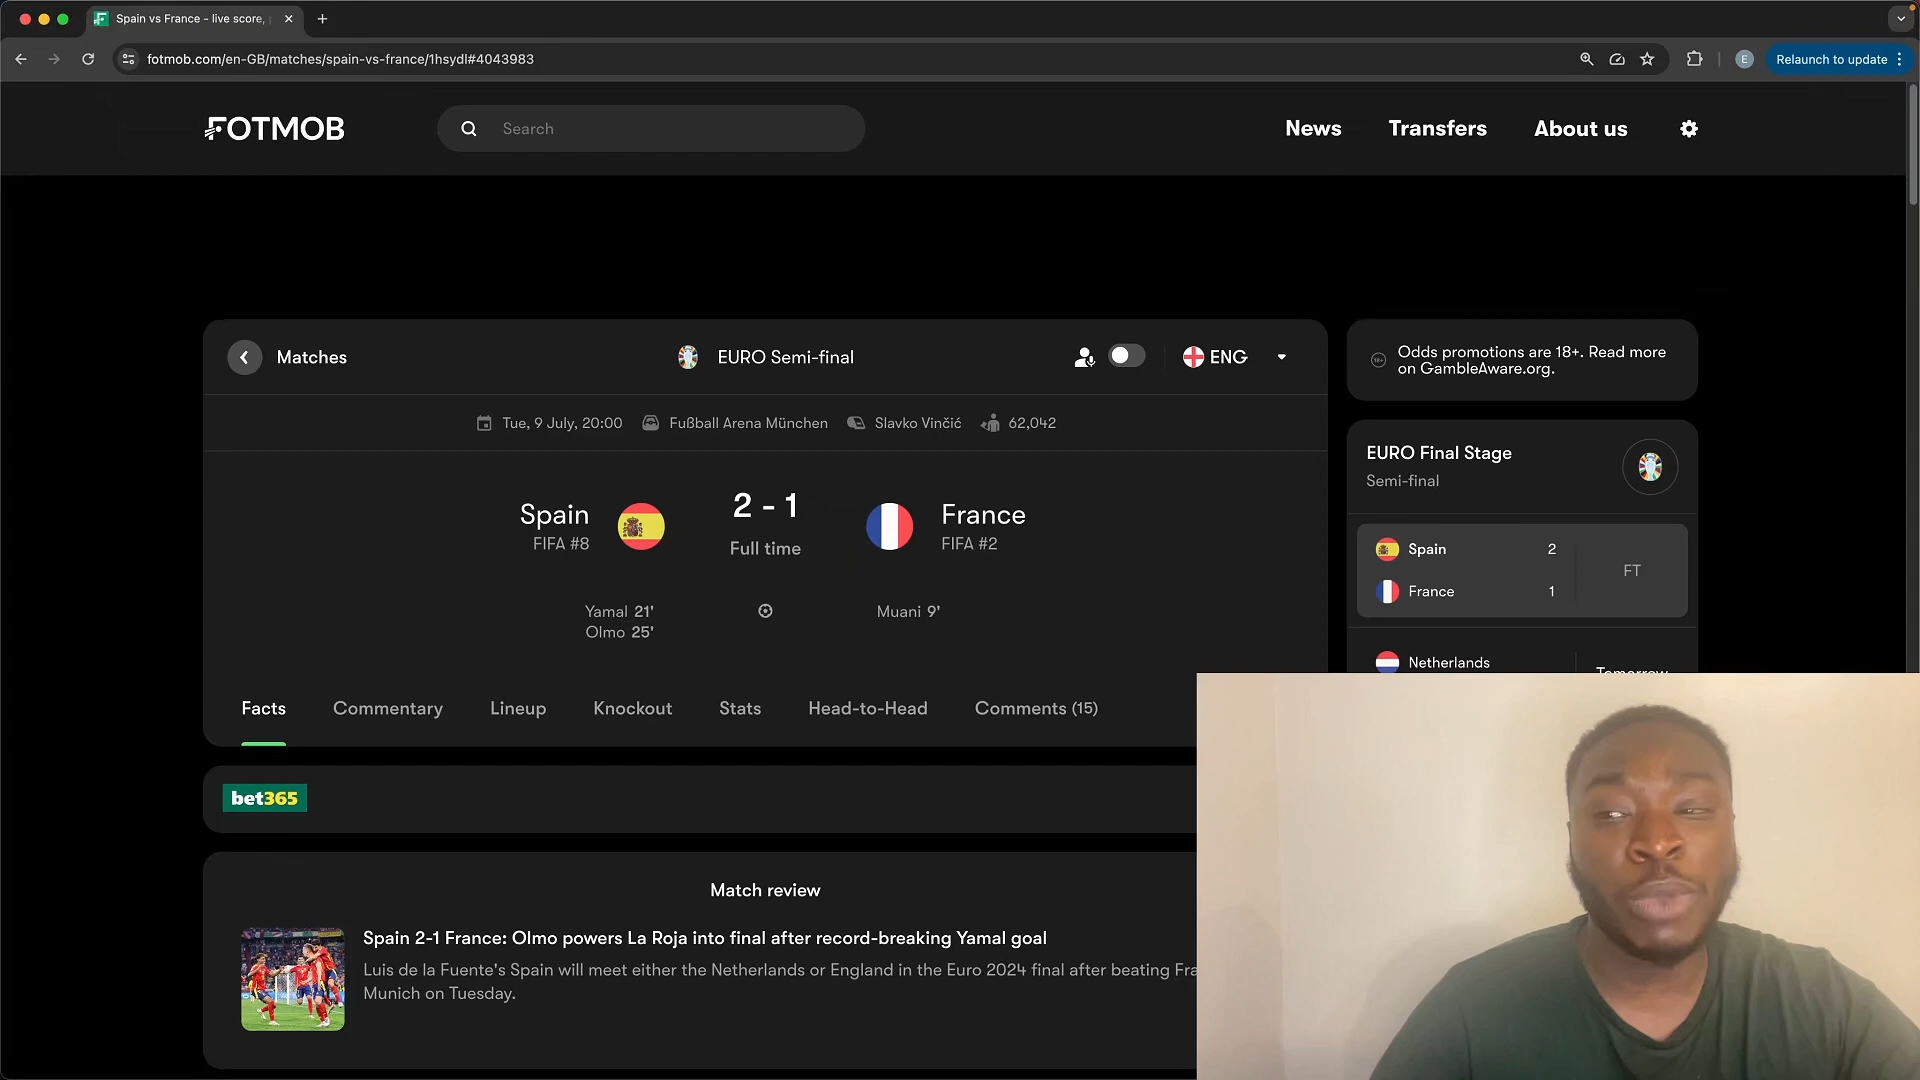 Spain vs France - live score,
fotmob.com/en-GB/matches/spain-vs-france/1hsydl#4043983
E
Relaunch to update
FOTMOB
Search
News
Transfers
About us
Matches
EURO Semi-final
ENG
Tue, 9 July, 20:00
Fußball Arena München
Slavko Vinčić
62,042
Spain
FIFA #8
2 - 1
Full time
France
FIFA #2
Yamal 21'
Olmo 25'
Muani 9'
Facts
Commentary
Lineup
Knockout
Stats
Head-to-Head
Comments (15)
bet365
Match review
Spain 2-1 France: Olmo powers La Roja into final after record-breaking Yamal goal
Luis de la Fuente's Spain will meet either the Netherlands or England in the Euro 2024 final after beating Fra
Munich on Tuesday.
18+
Odds promotions are 18+. Read more
on GambleAware.org.
EURO Final Stage
Semi-final
Spain 2
FT
France 1
Netherlands
Tomorrow